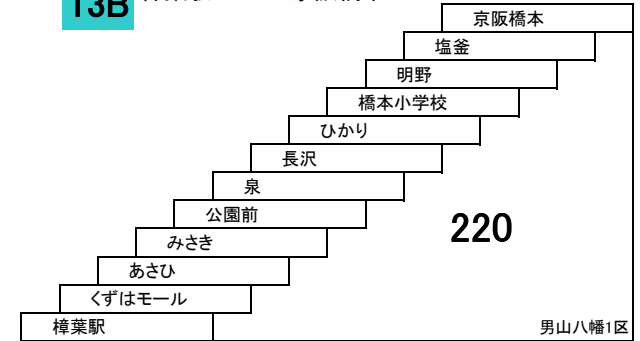 13B
京阪橋本
塩釜
明野
橋本小学校
ひかり
長沢
泉
公園前
みさき
220
あさひ
くずはモール
樟葉駅
男山八幡1区